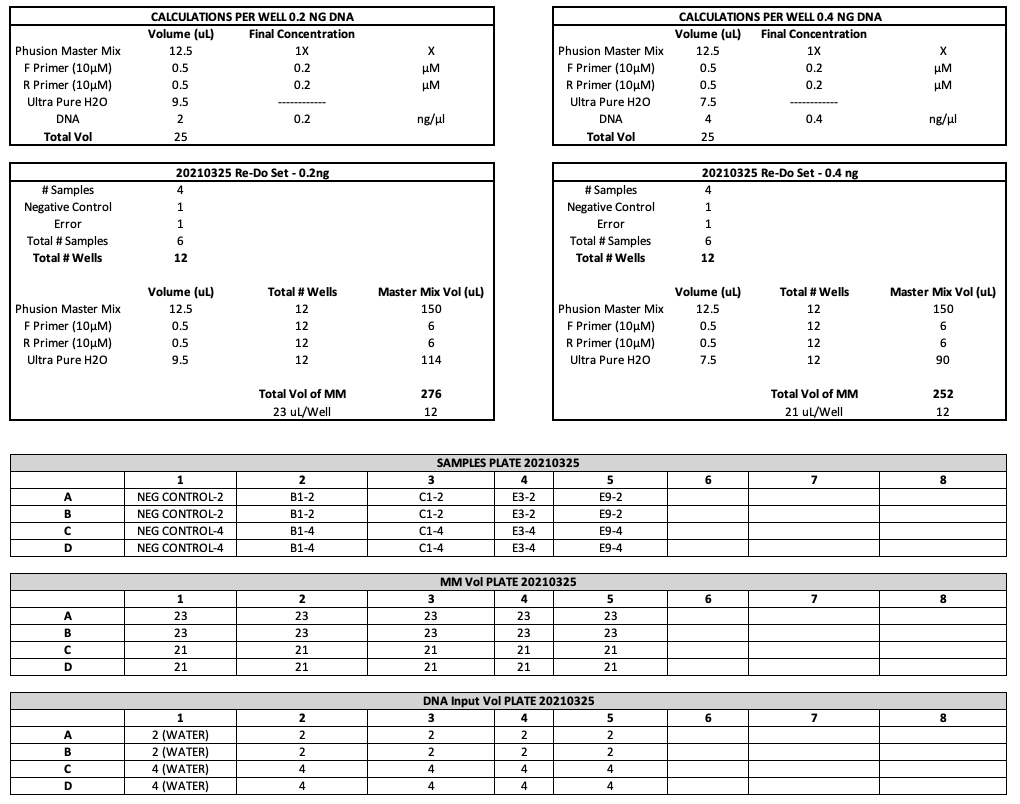 CALCULATIONS PER WELL 0.2 NG DNA
Volume (uL) Final Concentration
Phusion Master Mix 12.5 1X X
F Primer (10µM) 0.5 0.2 µM
R Primer (10µM) 0.5 0.2 µM
Ultra Pure H2O 9.5 ------------
DNA 2 0.2 ng/µl
Total Vol 25
CALCULATIONS PER WELL 0.4 NG DNA
Volume (uL) Final Concentration
Phusion Master Mix 12.5 1X X
F Primer (10µM) 0.5 0.2 µM
R Primer (10µM) 0.5 0.2 µM
Ultra Pure H2O 7.5 ------------
DNA 4 0.4 ng/µl
Total Vol 25
20210325 Re-Do Set - 0.2ng
# Samples 4
Negative Control 1
Error 1
Total # Samples 6
Total # Wells 12
Volume (uL) Total # Wells Master Mix Vol (uL)
Phusion Master Mix 12.5 12 150
F Primer (10µM) 0.5 12 6
R Primer (10µM) 0.5 12 6
Ultra Pure H2O 9.5 12 114
Total Vol of MM 276
23 uL/Well 12
20210325 Re-Do Set - 0.4 ng
# Samples 4
Negative Control 1
Error 1
Total # Samples 6
Total # Wells 12
Volume (uL) Total # Wells Master Mix Vol (uL)
Phusion Master Mix 12.5 12 150
F Primer (10µM) 0.5 12 6
R Primer (10µM) 0.5 12 6
Ultra Pure H2O 7.5 12 90
Total Vol of MM 252
21 uL/Well 12
SAMPLES PLATE 20210325
1 2 3 4 5 6 7 8
A NEG CONTROL-2 B1-2 C1-2 E3-2 E9-2
B NEG CONTROL-2 B1-2 C1-2 E3-2 E9-2
C NEG CONTROL-4 B1-4 C1-4 E3-4 E9-4
D NEG CONTROL-4 B1-4 C1-4 E3-4 E9-4
MM Vol PLATE 20210325
1 2 3 4 5 6 7 8
A 23 23 23 23 23
B 23 23 23 23 23
C 21 21 21 21 21
D 21 21 21 21 21
DNA Input Vol PLATE 20210325
1 2 3 4 5 6 7 8
A 2 (WATER) 2 2 2 2
B 2 (WATER) 2 2 2 2
C 4 (WATER) 4 4 4 4
D 4 (WATER) 4 4 4 4